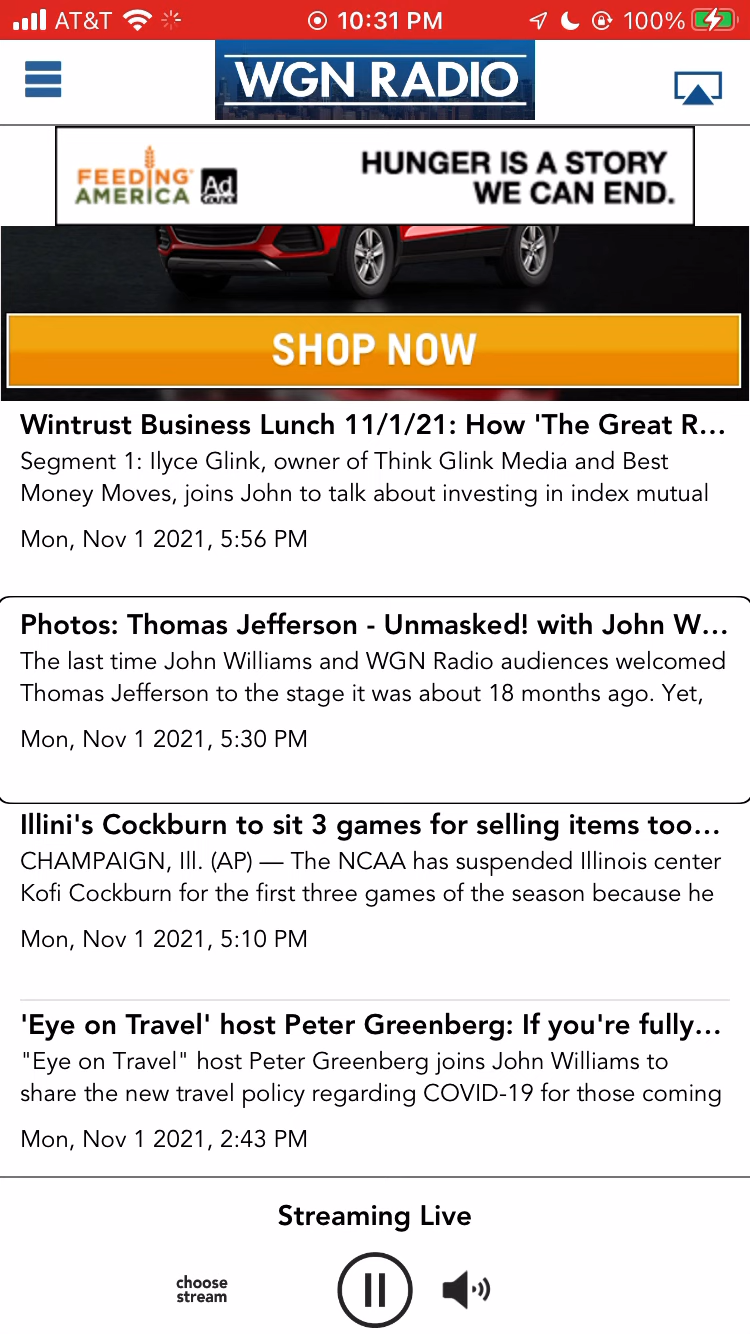 AT&T 10:31 PM 100%
WGN RADIO
FEEDING
AMERICA
Ad
Council
HUNGER IS A STORY
WE CAN END.
SHOP NOW
Wintrust Business Lunch 11/1/21: How 'The Great R...
Segment 1: Ilyce Glink, owner of Think Glink Media and Best
Money Moves, joins John to talk about investing in index mutual
Mon, Nov 1 2021, 5:56 PM
Photos: Thomas Jefferson - Unmasked! with John W...
The last time John Williams and WGN Radio audiences welcomed
Thomas Jefferson to the stage it was about 18 months ago. Yet,
Mon, Nov 1 2021, 5:30 PM
Illini's Cockburn to sit 3 games for selling items too...
CHAMPAIGN, Ill. (AP) — The NCAA has suspended Illinois center
Kofi Cockburn for the first three games of the season because he
Mon, Nov 1 2021, 5:10 PM
'Eye on Travel' host Peter Greenberg: If you're fully...
"Eye on Travel" host Peter Greenberg joins John Williams to
share the new travel policy regarding COVID-19 for those coming
Mon, Nov 1 2021, 2:43 PM
Streaming Live
choose
stream